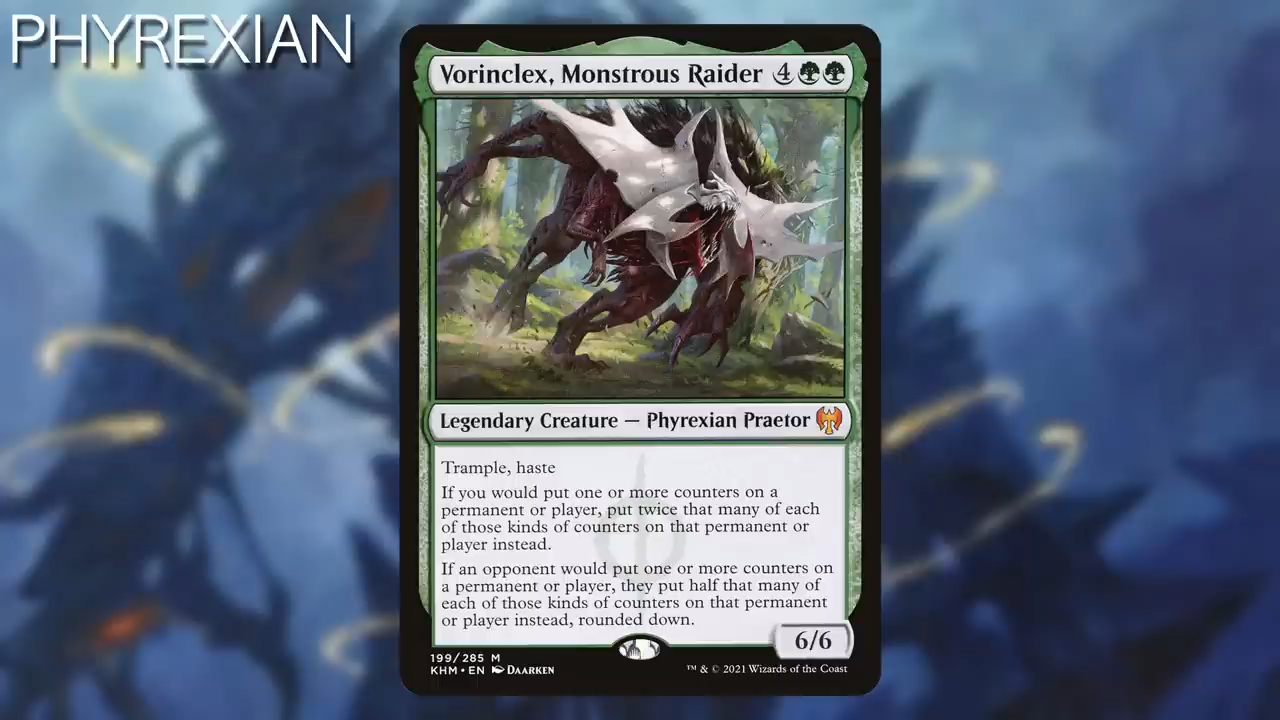 PHYREXIAN
Vorinclex, Monstrous Raider 4
Legendary Creature — Phyrexian Praetor
Trample, haste
If you would put one or more counters on a
permanent or player, put twice that many of each
of those kinds of counters on that permanent or
player instead.
If an opponent would put one or more counters on
a permanent or player, they put half that many of
each of those kinds of counters on that permanent
or player instead, rounded down.
6/6
199/285 M
KHM • EN DAARKEN
™ & © 2021 Wizards of the Coast